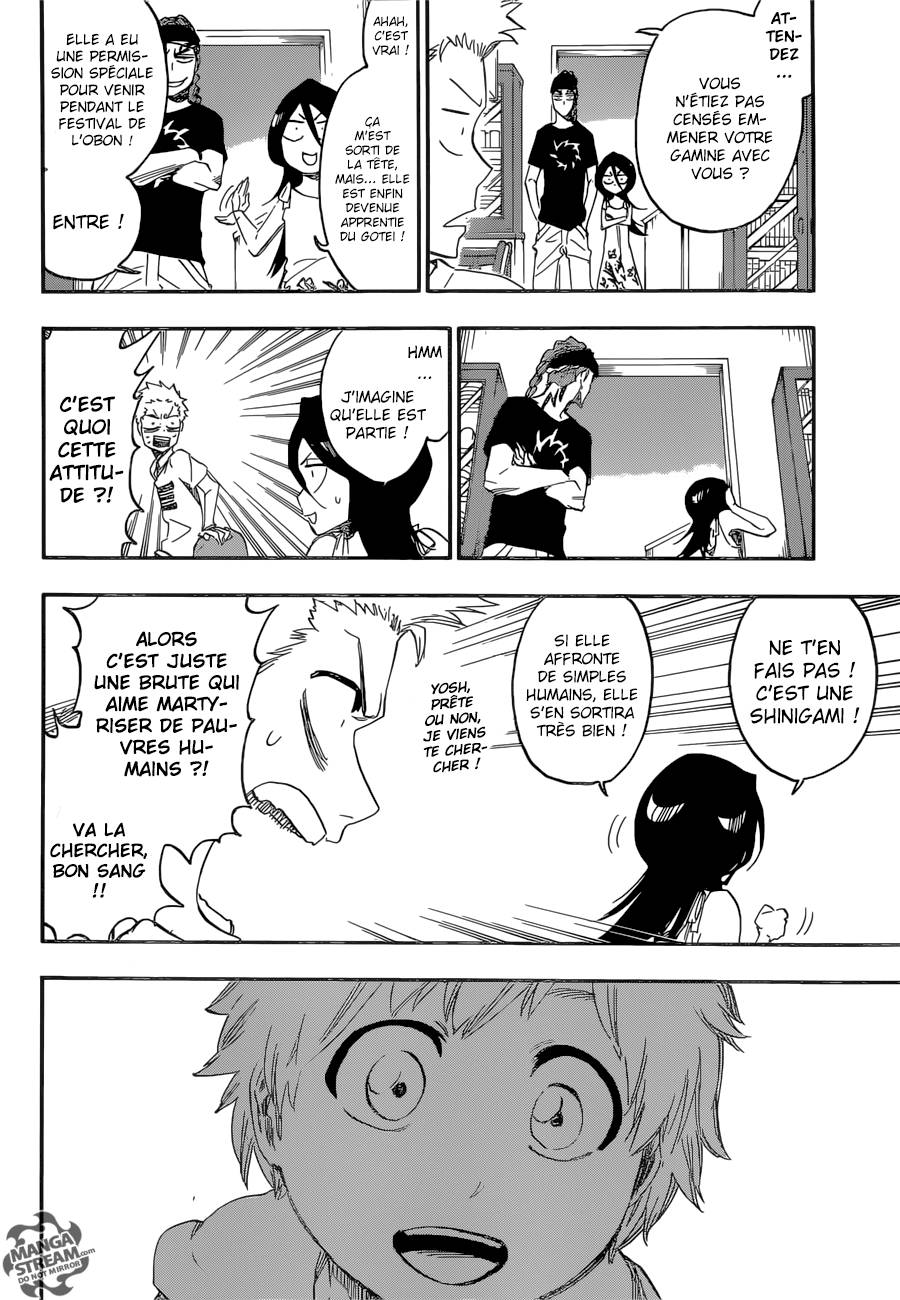 AT-
TEN-
DEZ
...
VOUS
N'ÉTIEZ PAS
CENSÉS EM-
MENER VOTRE
GAMINE AVEC
VOUS ?
AHAH,
C'EST
VRAI !
ÇA
M'EST
SORTI
DE LA
TÊTE,
MAIS... ELLE
EST ENFIN
DEVENUE
APPRENTIE
DU GOTEI !
ELLE A EU
UNE PERMIS-
SION SPÉCIALE
POUR VENIR
PENDANT LE
FESTIVAL DE
L'OBON !
ENTRE !
HMM
...
J'IMAGINE
QU'ELLE EST
PARTIE !
C'EST
QUOI
CETTE
ATTITU-
DE ?!
NE T'EN
FAIS PAS !
C'EST UNE
SHINIGAMI !
SI ELLE
AFFRONTE
DE SIMPLES
HUMAINS, ELLE
S'EN SORTIRA
TRÈS BIEN !
YOSH,
PRÊTE
OU NON,
JE VIENS
TE CHER-
CHER !
ALORS
C'EST JUSTE
UNE BRUTE QUI
AIME MARTY-
RISER DE PAU-
VRES HU-
MAINS ?!
VA LA
CHERCHER,
BON SANG
!!
MANGA
STREAM.com
DO NOT MIRROR